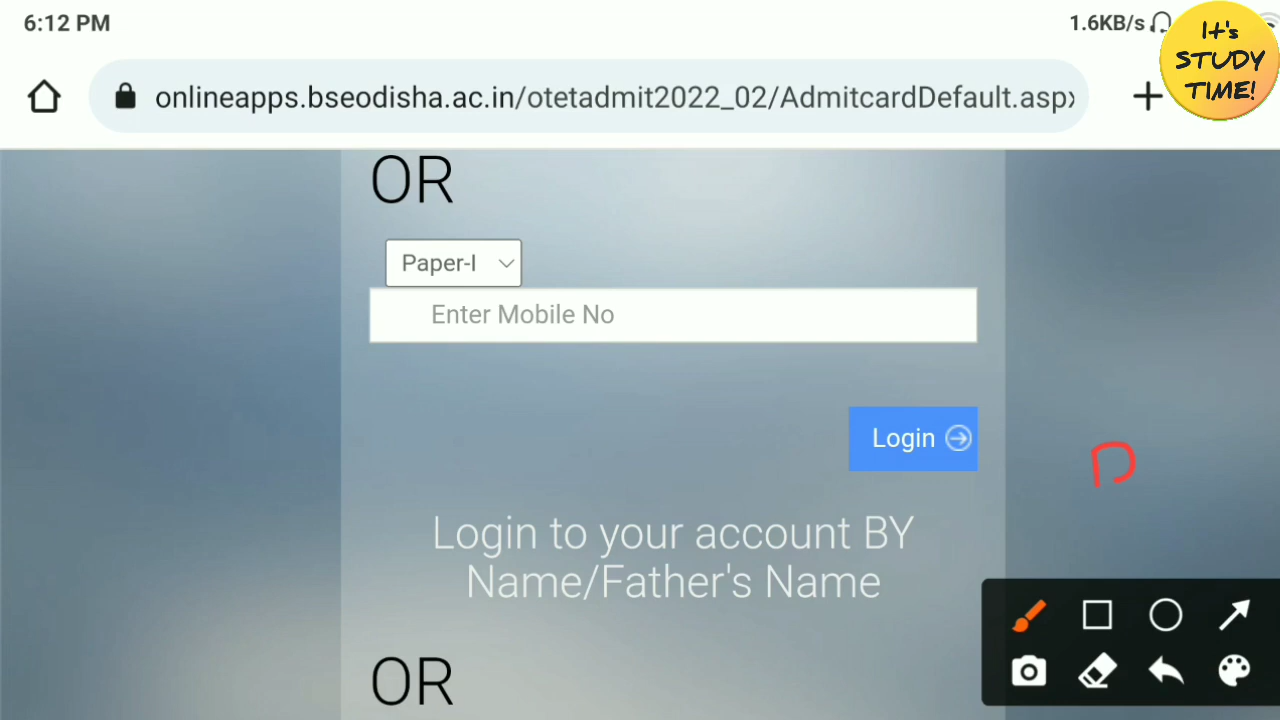 6:12 PM
1.6KB/s
It's
STUDY
TIME!
onlineapps.bseodisha.ac.in/otetadmit2022_02/AdmitcardDefault.aspx
OR
Paper-I
Enter Mobile No
Login
D
Login to your account BY
Name/Father's Name
OR